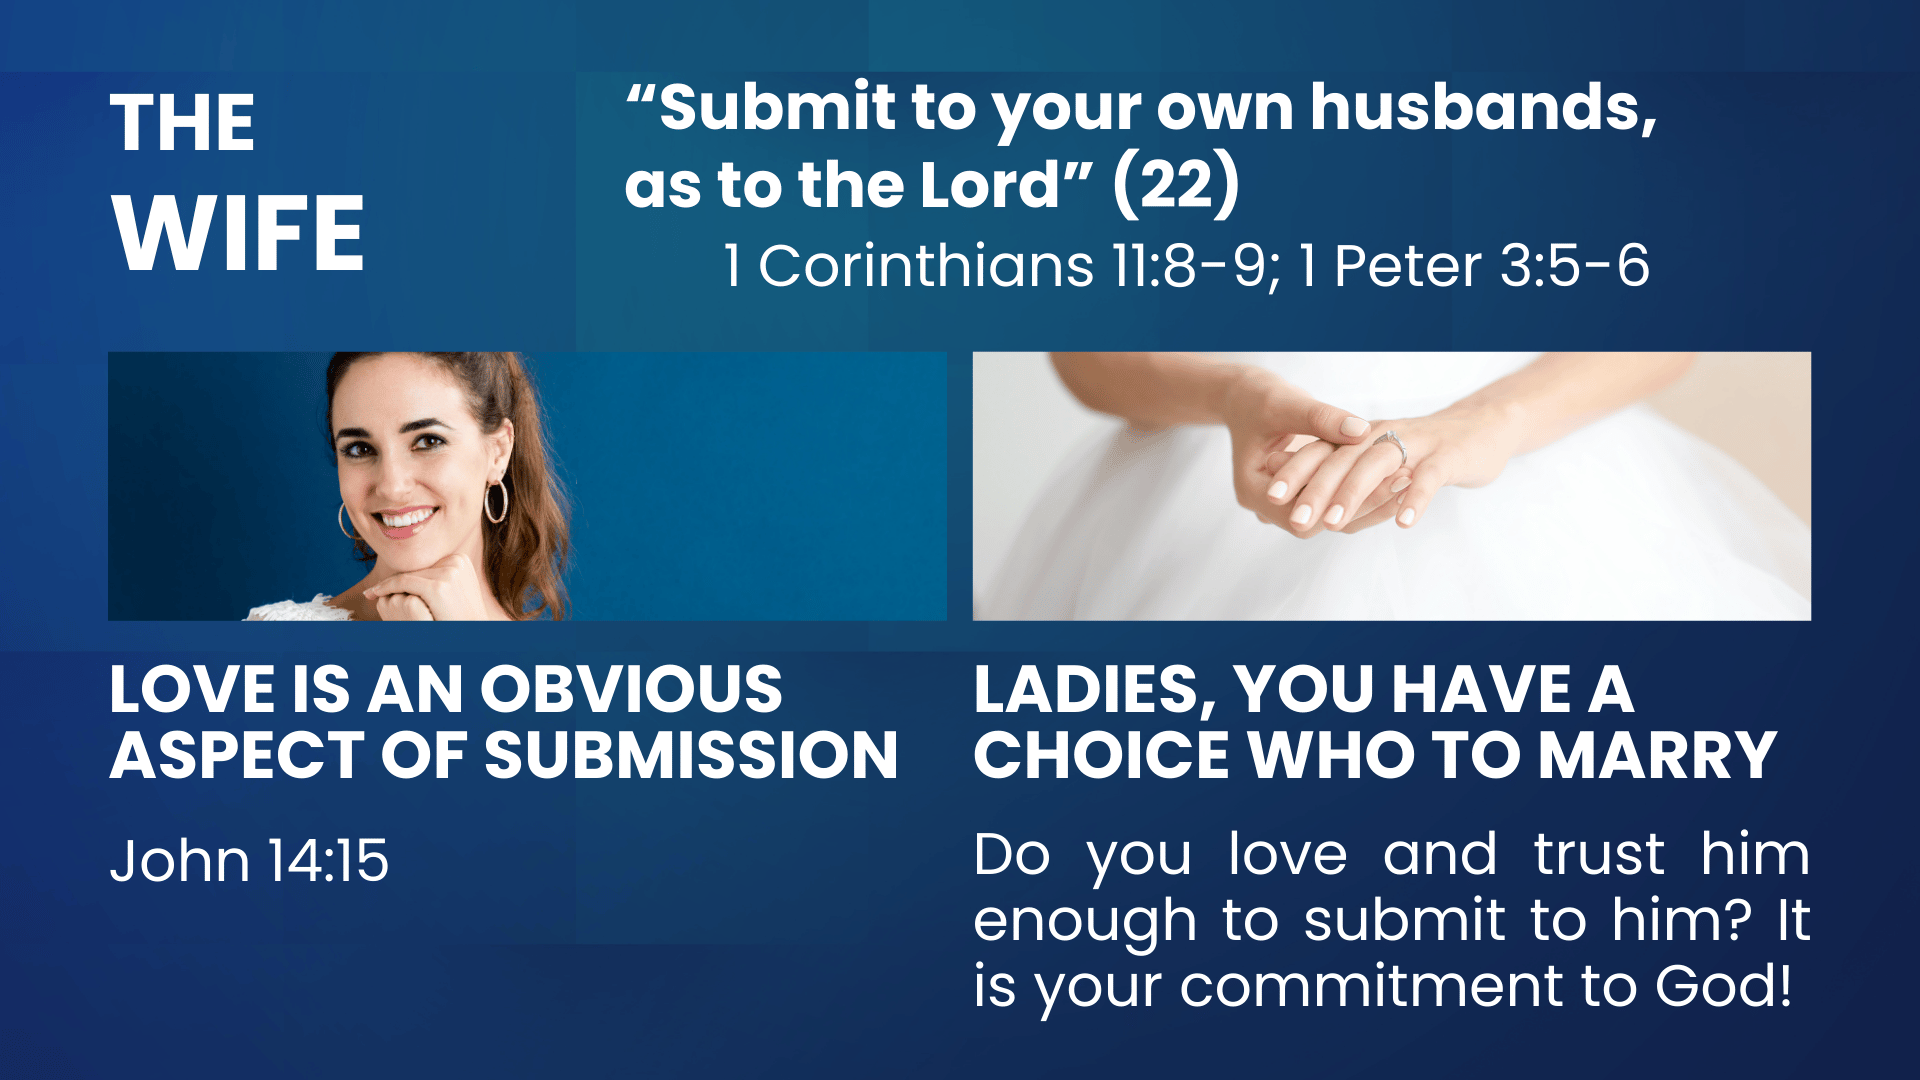 THE
WIFE
“Submit to your own husbands,
as to the Lord” (22)
1 Corinthians 11:8-9; 1 Peter 3:5-6
LOVE IS AN OBVIOUS
ASPECT OF SUBMISSION
John 14:15
LADIES, YOU HAVE A
CHOICE WHO TO MARRY
Do you love and trust him
enough to submit to him? It
is your commitment to God!